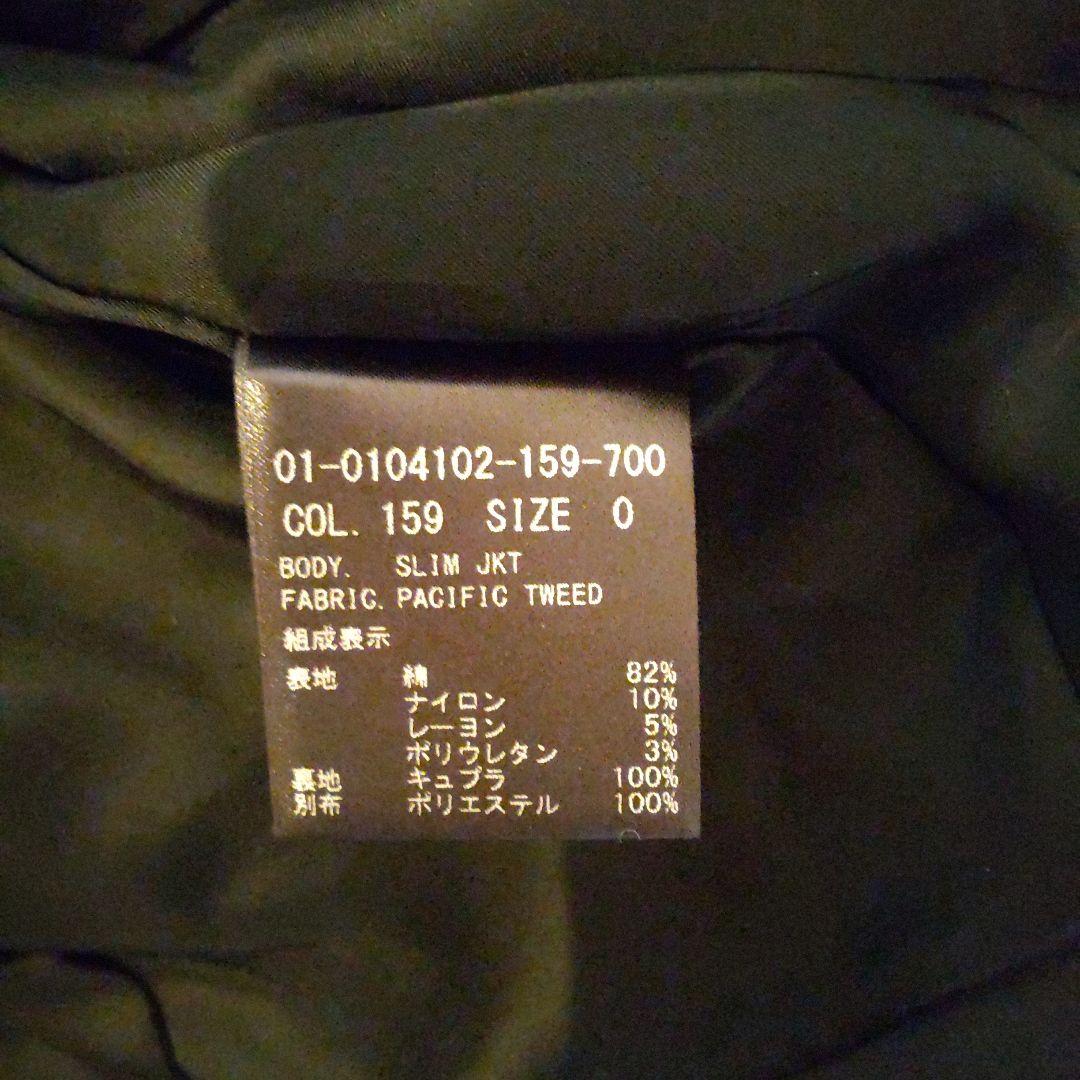 01-0104102-159-700
COL. 159 SIZE 0
BODY. SLIM JKT
FABRIC. PACIFIC TWEED
組成表示
表地 綿 82%
ナイロン 10%
レーヨン 5%
ポリウレタン 3%
裏地 キュプラ 100%
別布 ポリエステル 100%